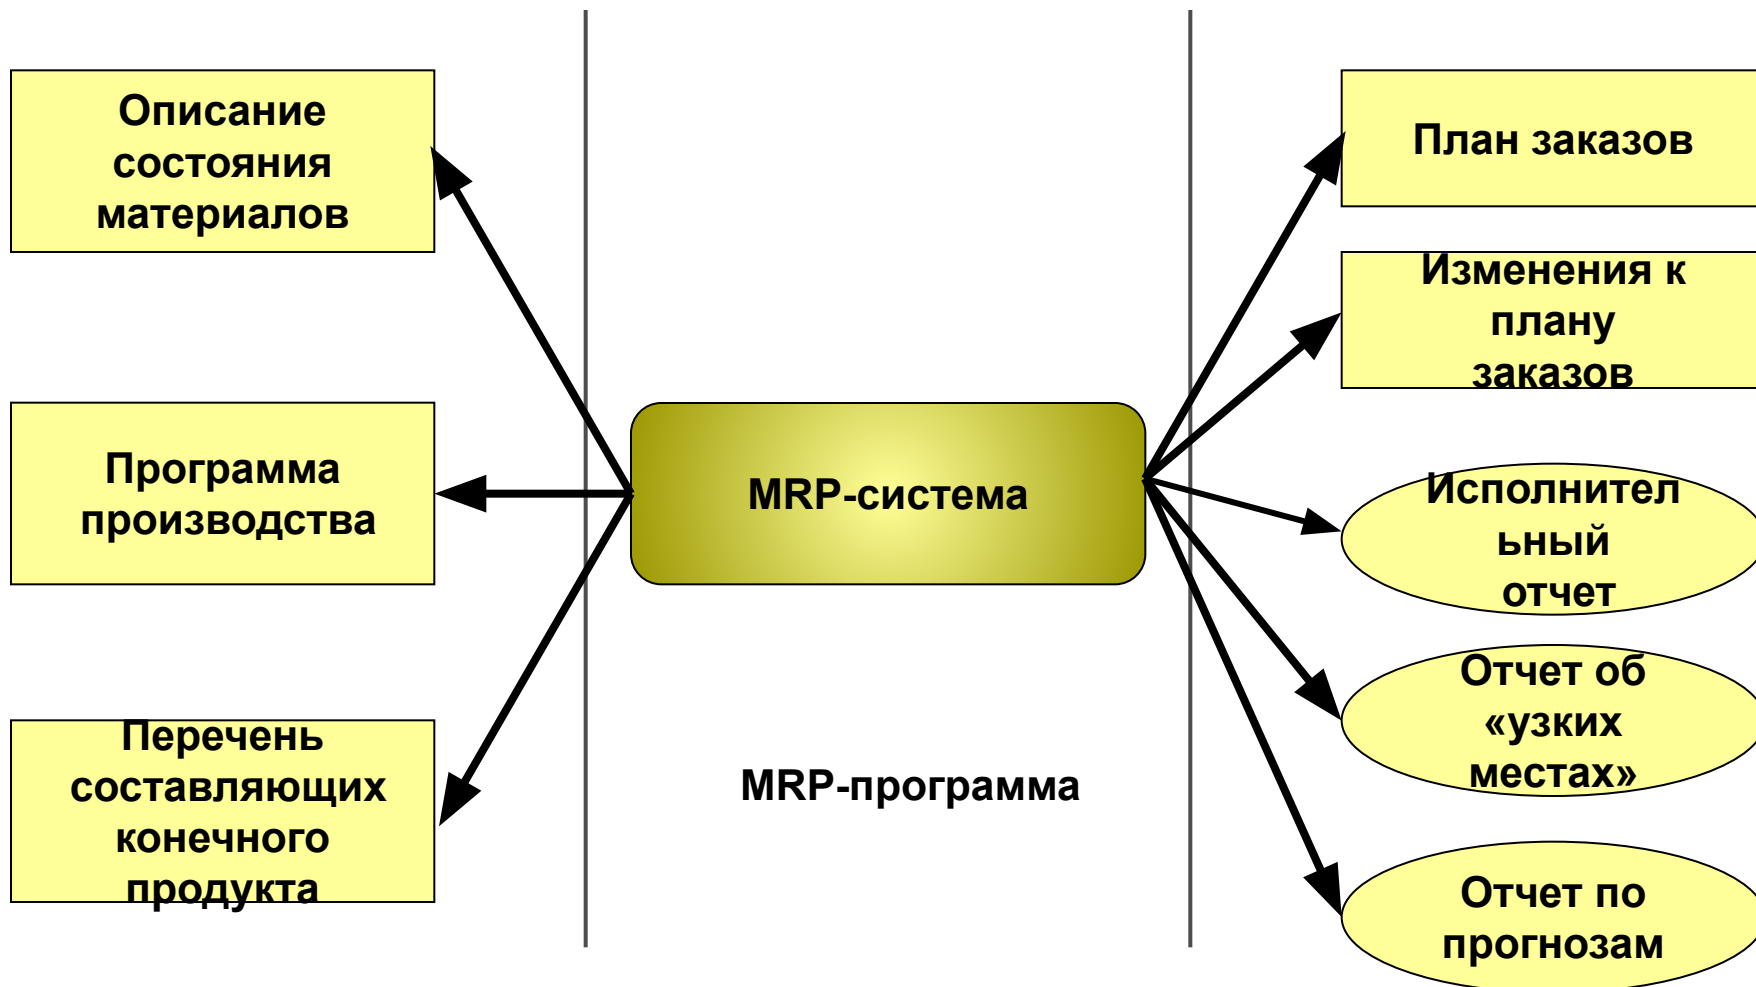 Описание
состояния
материалов
Программа
производства
Перечень
составляющих
конечного
продукта
MRP-система
MRP-программа
План заказов
Изменения к
плану
заказов
Исполнител
ьный
отчет
Отчет об
«узких
местах»
Отчет по
прогнозам